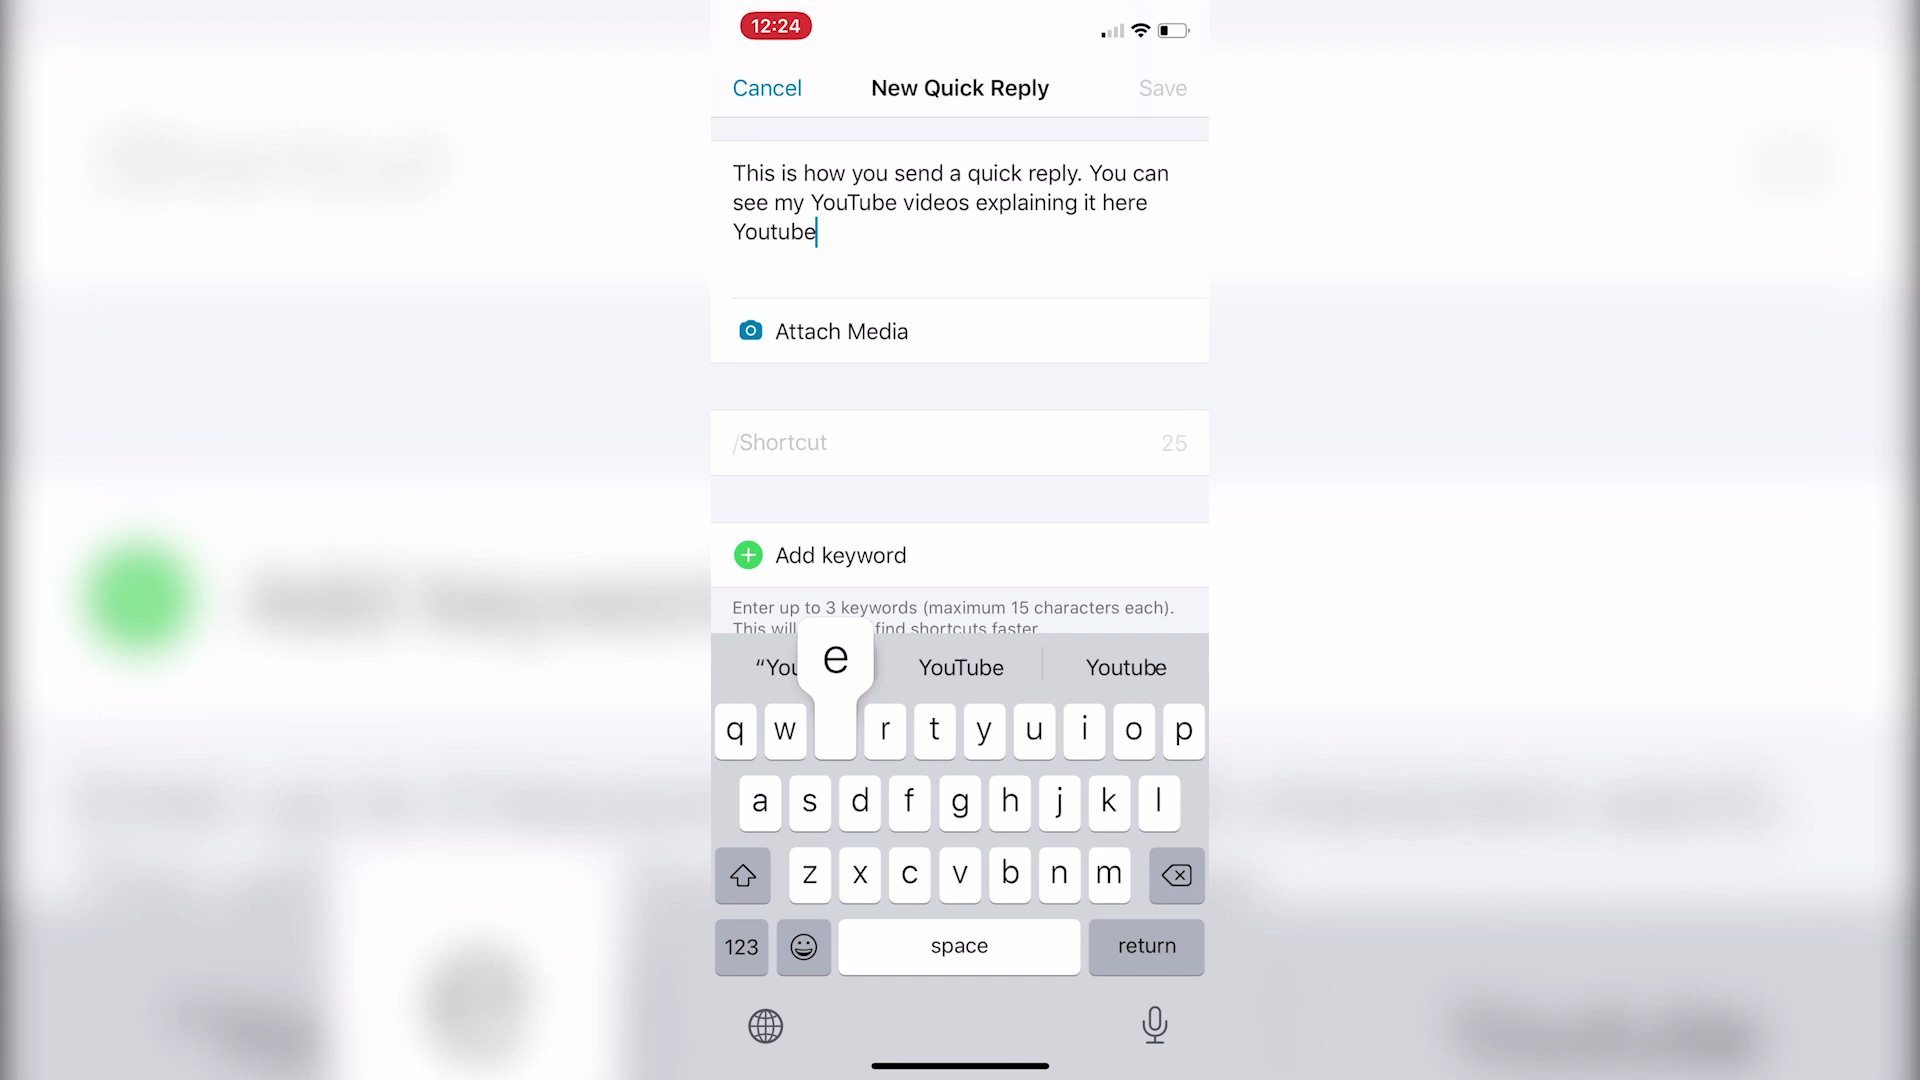 12:24
Cancel New Quick Reply Save
This is how you send a quick reply. You can
see my YouTube videos explaining it here
Youtube
Attach Media
/Shortcut 25
Add keyword
Enter up to 3 keywords (maximum 15 characters each).
This will find shortcuts faster.
“You YouTube Youtube
e
q w r t y u i o p
a s d f g h j k l
z x c v b n m
123 space return